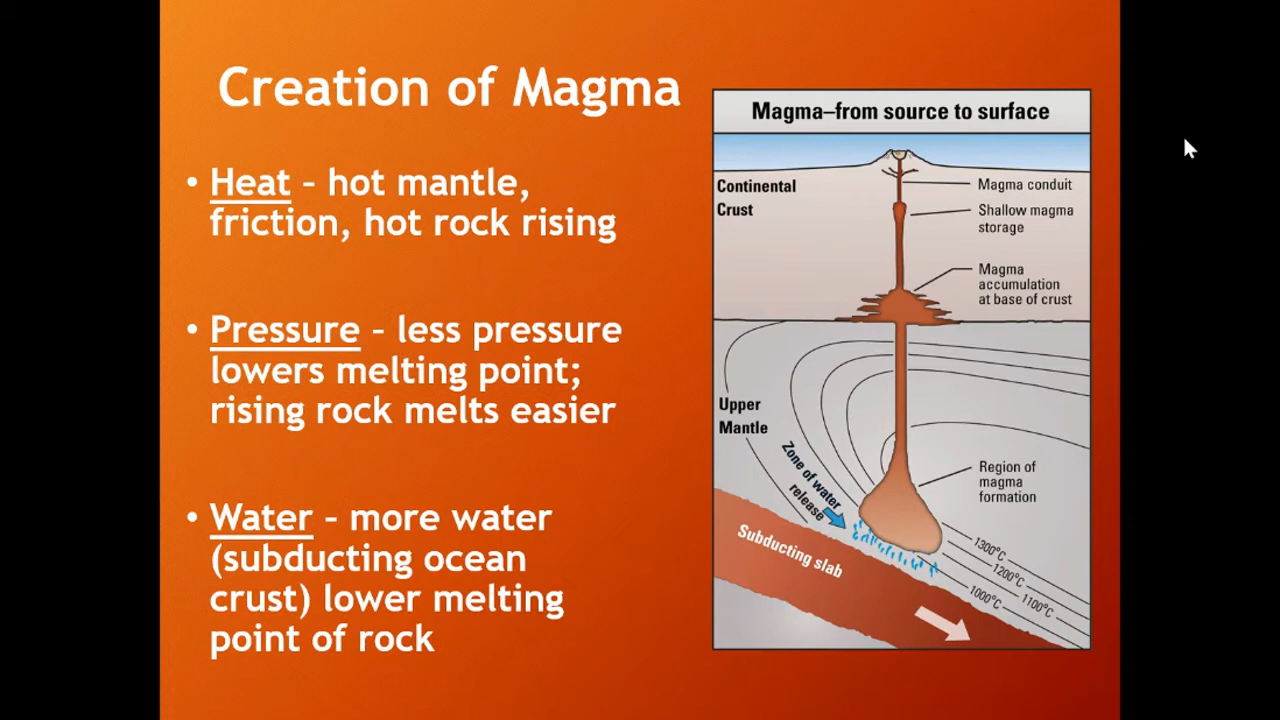 Creation of Magma
• Heat – hot mantle,
friction, hot rock rising
• Pressure – less pressure
lowers melting point;
rising rock melts easier
• Water – more water
(subducting ocean
crust) lower melting
point of rock
Magma–from source to surface
Continental
Crust
Magma conduit
Shallow magma
storage
Magma
accumulation
at base of crust
Upper
Mantle
Zone of water
release
Region of
magma
formation
Subducting slab
1300°C
1200°C
1100°C
1000°C